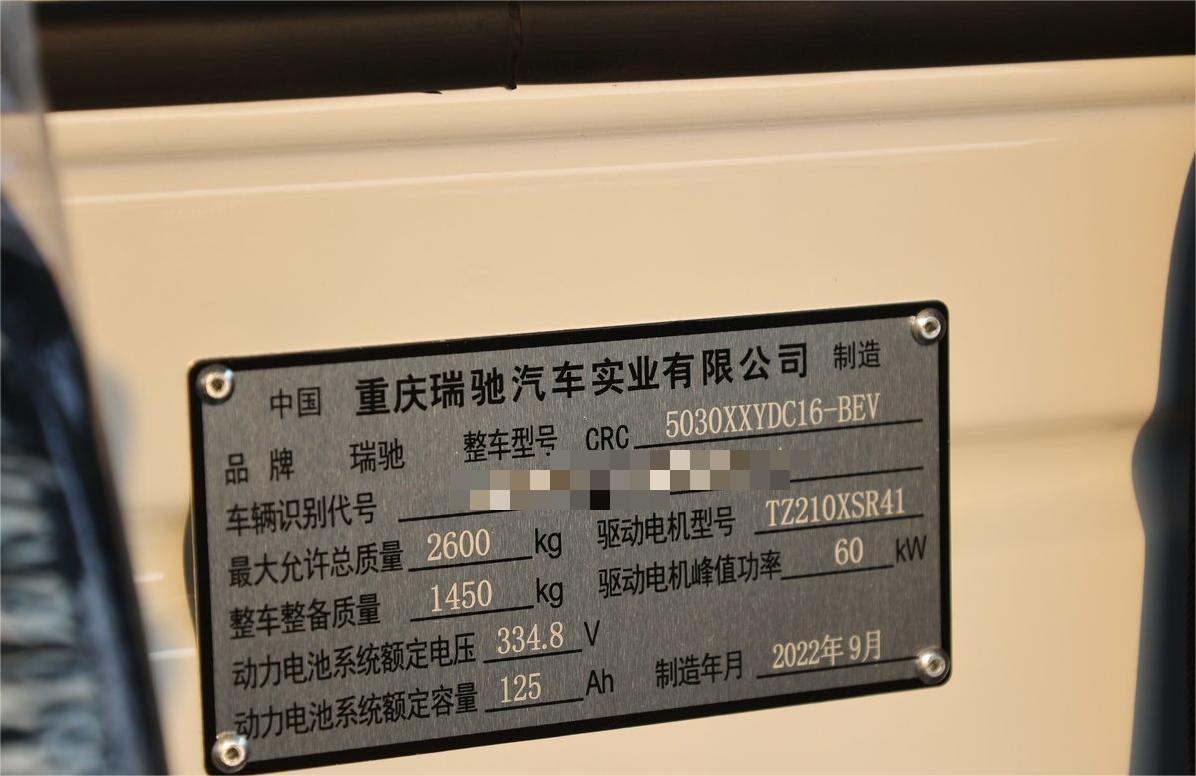 中国 重庆瑞驰汽车实业有限公司 制造
品牌 瑞驰 整车型号 CRC 5030XXYDC16-BEV
车辆识别代号
最大允许总质量 2600 kg 驱动电机型号 TZ210XSR41
整车整备质量 1450 kg 驱动电机峰值功率 60 kW
动力电池系统额定电压 334.8 V
动力电池系统额定容量 125 Ah 制造年月 2022年9月